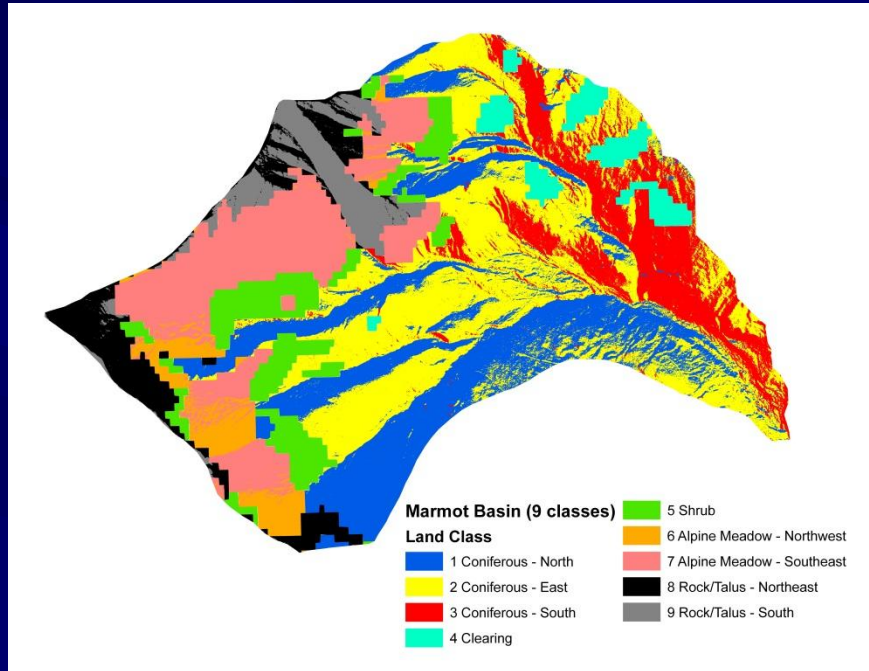 Marmot Basin (9 classes)
Land Class
1 Coniferous - North
2 Coniferous - East
3 Coniferous - South
4 Clearing
5 Shrub
6 Alpine Meadow - Northwest
7 Alpine Meadow - Southeast
8 Rock/Talus - Northeast
9 Rock/Talus - South